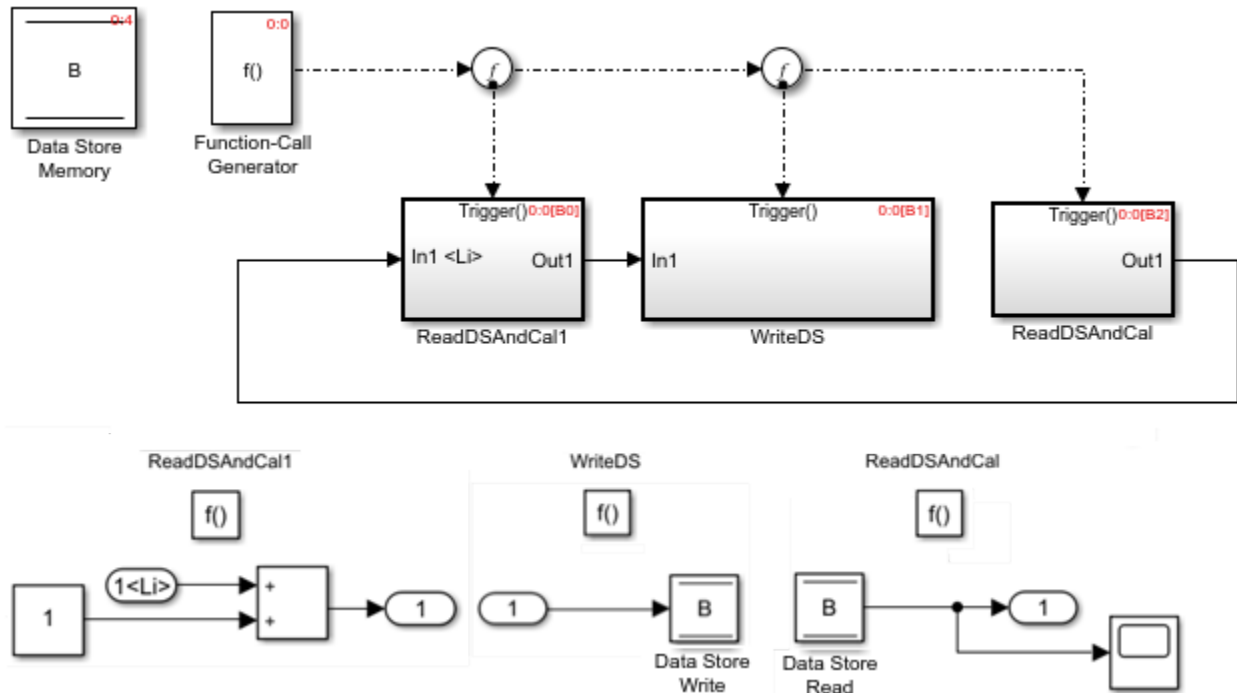 0:4
B
Data Store
Memory
0:0
f()
Function-Call
Generator
f
f
Trigger() 0:0[B0]
In1 <Li>
Out1
ReadDSAndCal1
Trigger()
0:0[B1]
In1
WriteDS
Trigger() 0:0[B2]
Out1
ReadDSAndCal
ReadDSAndCal1
f()
1<Li>
1
+
+
1
WriteDS
f()
1
B
Data Store
Write
ReadDSAndCal
f()
B
Data Store
Read
1